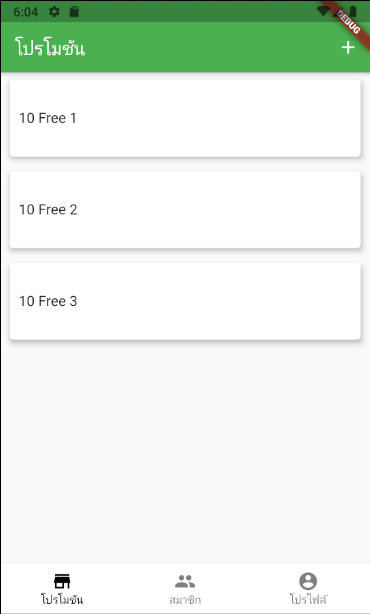 6:04
DEBUG
โปรโมชัน
+
10 Free 1
10 Free 2
10 Free 3
โปรโมชัน
สมาชิก
โปรไฟล์